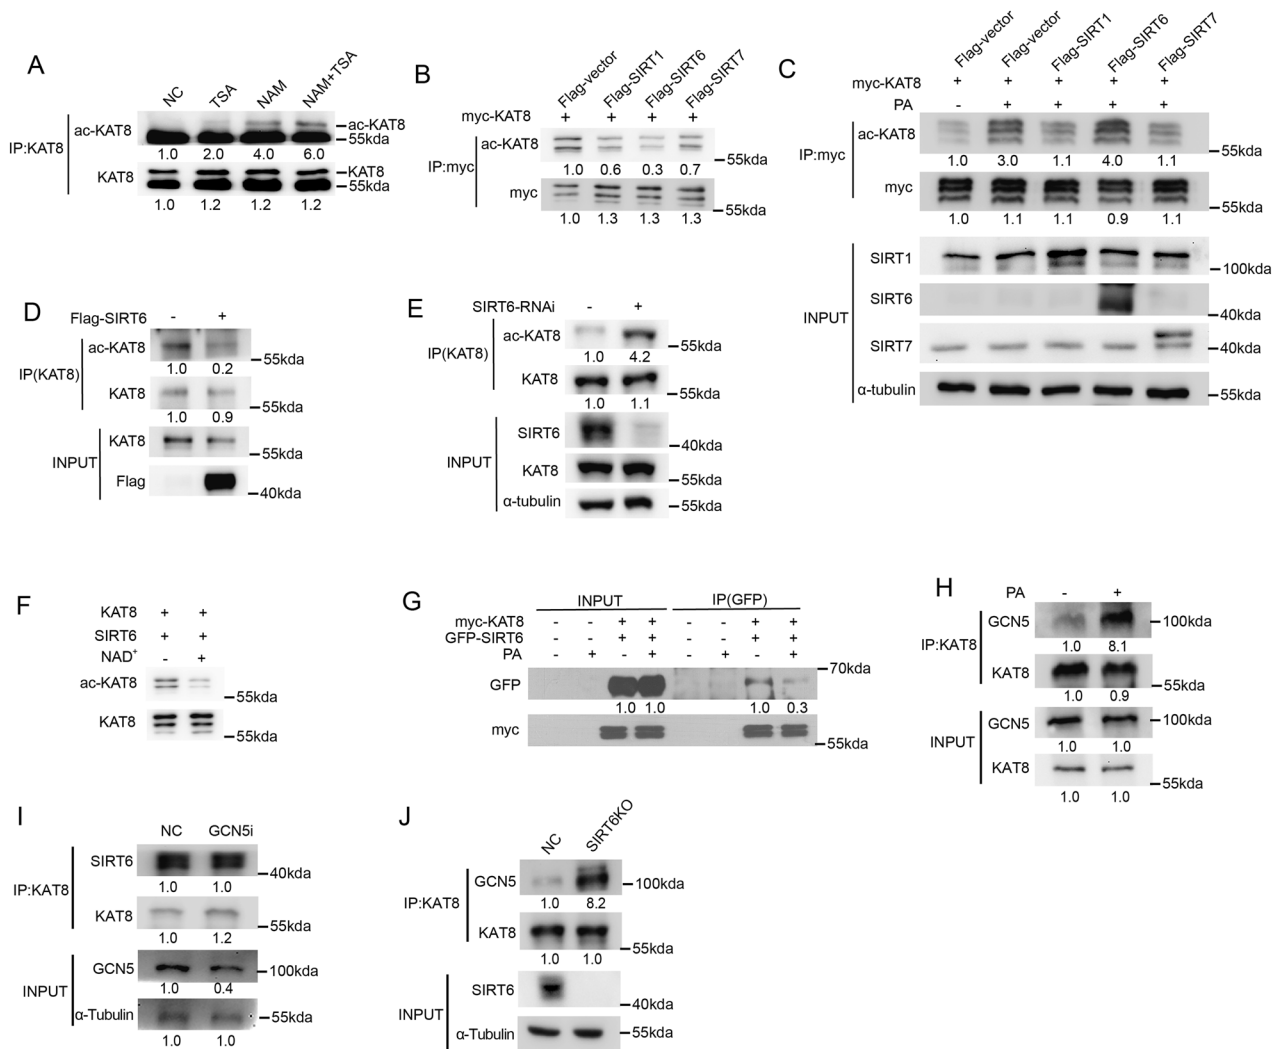 A
NC TSA NAM NAM+TSA
IP:KAT8
ac-KAT8 ac-KAT8
55kda
1.0 2.0 4.0 6.0
KAT8 KAT8
55kda
1.0 1.2 1.2 1.2
B
Flag-vector Flag-SIRT1 Flag-SIRT6 Flag-SIRT7
myc-KAT8 + + + +
IP:myc
ac-KAT8
55kda
1.0 0.6 0.3 0.7
myc
55kda
1.0 1.3 1.3 1.3
C
Flag-vector Flag-vector Flag-SIRT1 Flag-SIRT6 Flag-SIRT7
myc-KAT8 + + + + +
PA - + + + +
IP:myc
ac-KAT8
55kda
1.0 3.0 1.1 4.0 1.1
myc
55kda
1.0 1.1 1.1 0.9 1.1
INPUT
SIRT1
100kda
SIRT6
40kda
SIRT7 40kda
α-tubulin 55kda
D
Flag-SIRT6 - +
IP(KAT8)
ac-KAT8
55kda
1.0 0.2
KAT8
55kda
1.0 0.9
INPUT
KAT8
55kda
Flag
40kda
E
SIRT6-RNAi - +
IP(KAT8)
ac-KAT8
55kda
1.0 4.2
KAT8
55kda
1.0 1.1
INPUT
SIRT6
40kda
KAT8
55kda
α-tubulin 55kda
F
KAT8 + +
SIRT6 + +
NAD+ - +
ac-KAT8
55kda
KAT8
55kda
G
INPUT IP(GFP)
myc-KAT8 - - + + - - + +
GFP-SIRT6 - - + + - - + +
PA - + - + - + - +
70kda
GFP
1.0 1.0 1.0 0.3
myc
55kda
H
PA - +
IP:KAT8
GCN5 100kda
1.0 8.1
KAT8
55kda
1.0 0.9
INPUT
GCN5 100kda
1.0 1.0
KAT8
55kda
1.0 1.0
I
NC GCN5i
IP:KAT8
SIRT6
40kda
1.0 1.0
KAT8
55kda
1.0 1.2
INPUT
GCN5 100kda
1.0 0.4
α-Tubulin 55kda
1.0 1.0
J
NC SIRT6KO
IP:KAT8
GCN5 100kda
1.0 8.2
KAT8
55kda
1.0 1.0
INPUT
SIRT6
40kda
α-Tubulin 55kda